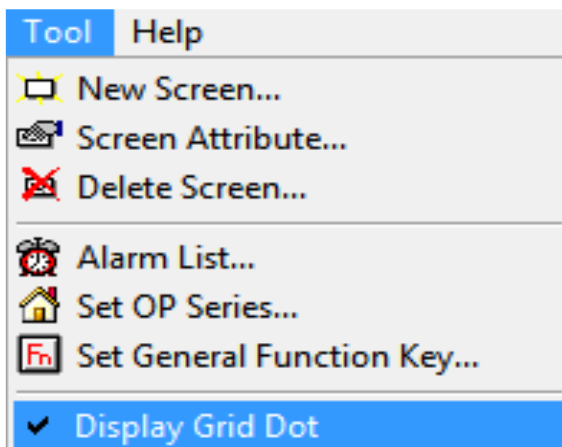 Tool Help
New Screen...
Screen Attribute...
Delete Screen...
Alarm List...
Set OP Series...
Fn Set General Function Key...
Display Grid Dot